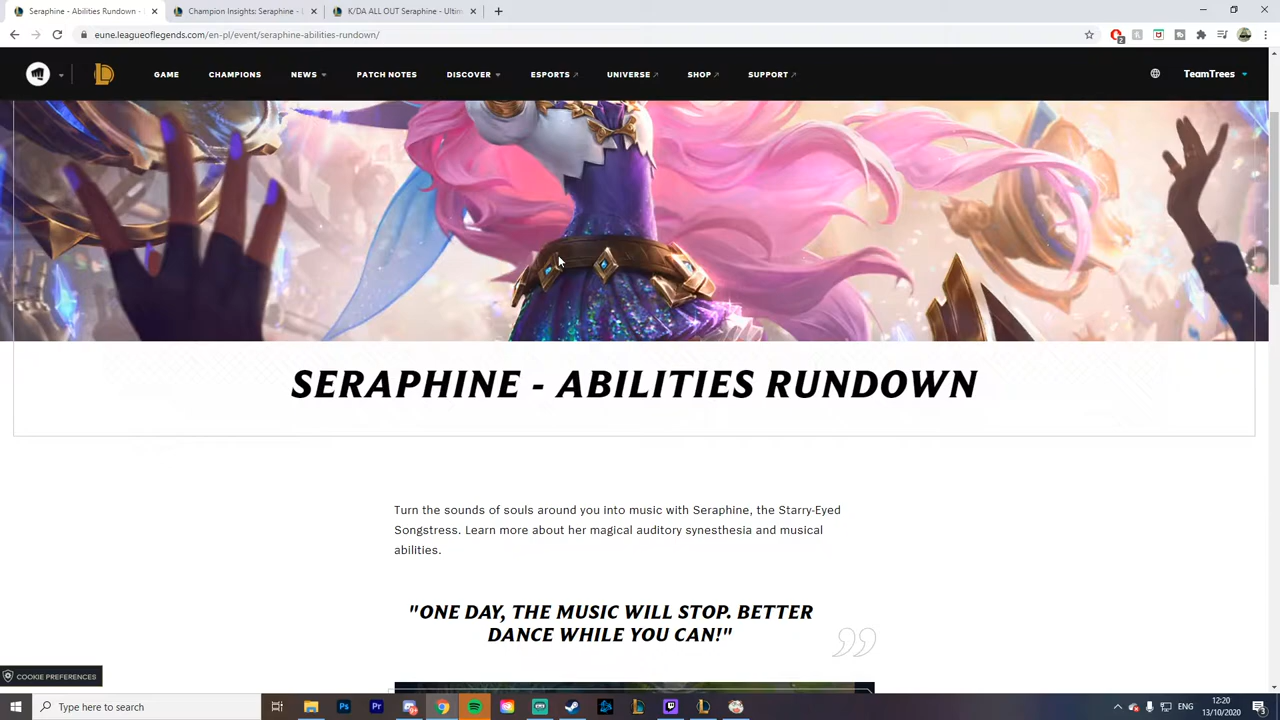 Seraphine - Abilities Rundown -
Champion Insights: Seraphine -
K/DA ALL OUT Seraphine - Ultim
eune.leagueoflegends.com/en-pl/event/seraphine-abilities-rundown/
2
GAME CHAMPIONS NEWS PATCH NOTES DISCOVER ESPORTS UNIVERSE SHOP SUPPORT TeamTrees
SERAPHINE - ABILITIES RUNDOWN
Turn the sounds of souls around you into music with Seraphine, the Starry-Eyed
Songstress. Learn more about her magical auditory synesthesia and musical
abilities.
"ONE DAY, THE MUSIC WILL STOP. BETTER
DANCE WHILE YOU CAN!"
COOKIE PREFERENCES
Type here to search
Ps
Pr
ENG
12:20
13/10/2020